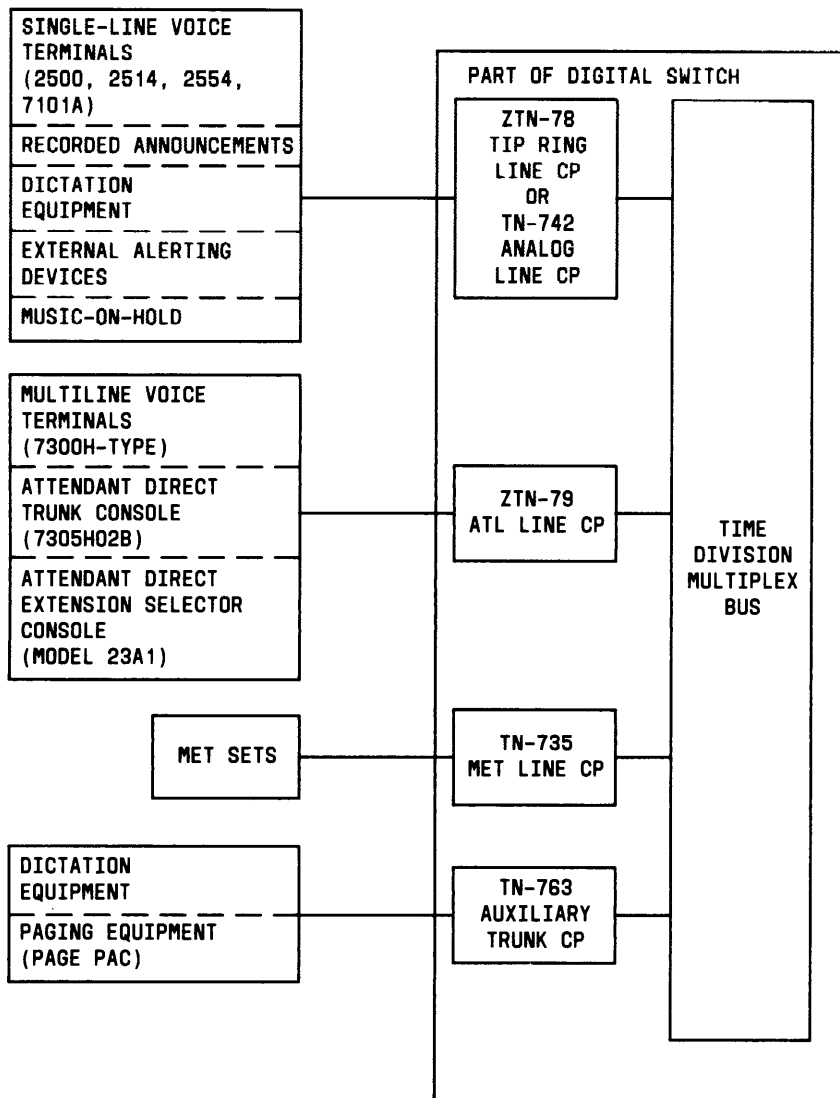 SINGLE-LINE VOICE
TERMINALS
(2500, 2514, 2554,
7101A)
RECORDED ANNOUNCEMENTS
DICTATION
EQUIPMENT
EXTERNAL ALERTING
DEVICES
MUSIC-ON-HOLD
PART OF DIGITAL SWITCH
ZTN-78
TIP RING
LINE CP
OR
TN-742
ANALOG
LINE CP
MULTILINE VOICE
TERMINALS
(7300H-TYPE)
ATTENDANT DIRECT
TRUNK CONSOLE
(7305H02B)
ATTENDANT DIRECT
EXTENSION SELECTOR
CONSOLE
(MODEL 23A1)
ZTN-79
ATL LINE CP
TIME
DIVISION
MULTIPLEX
BUS
MET SETS
TN-735
MET LINE CP
DICTATION
EQUIPMENT
PAGING EQUIPMENT
(PAGE PAC)
TN-763
AUXILIARY
TRUNK CP